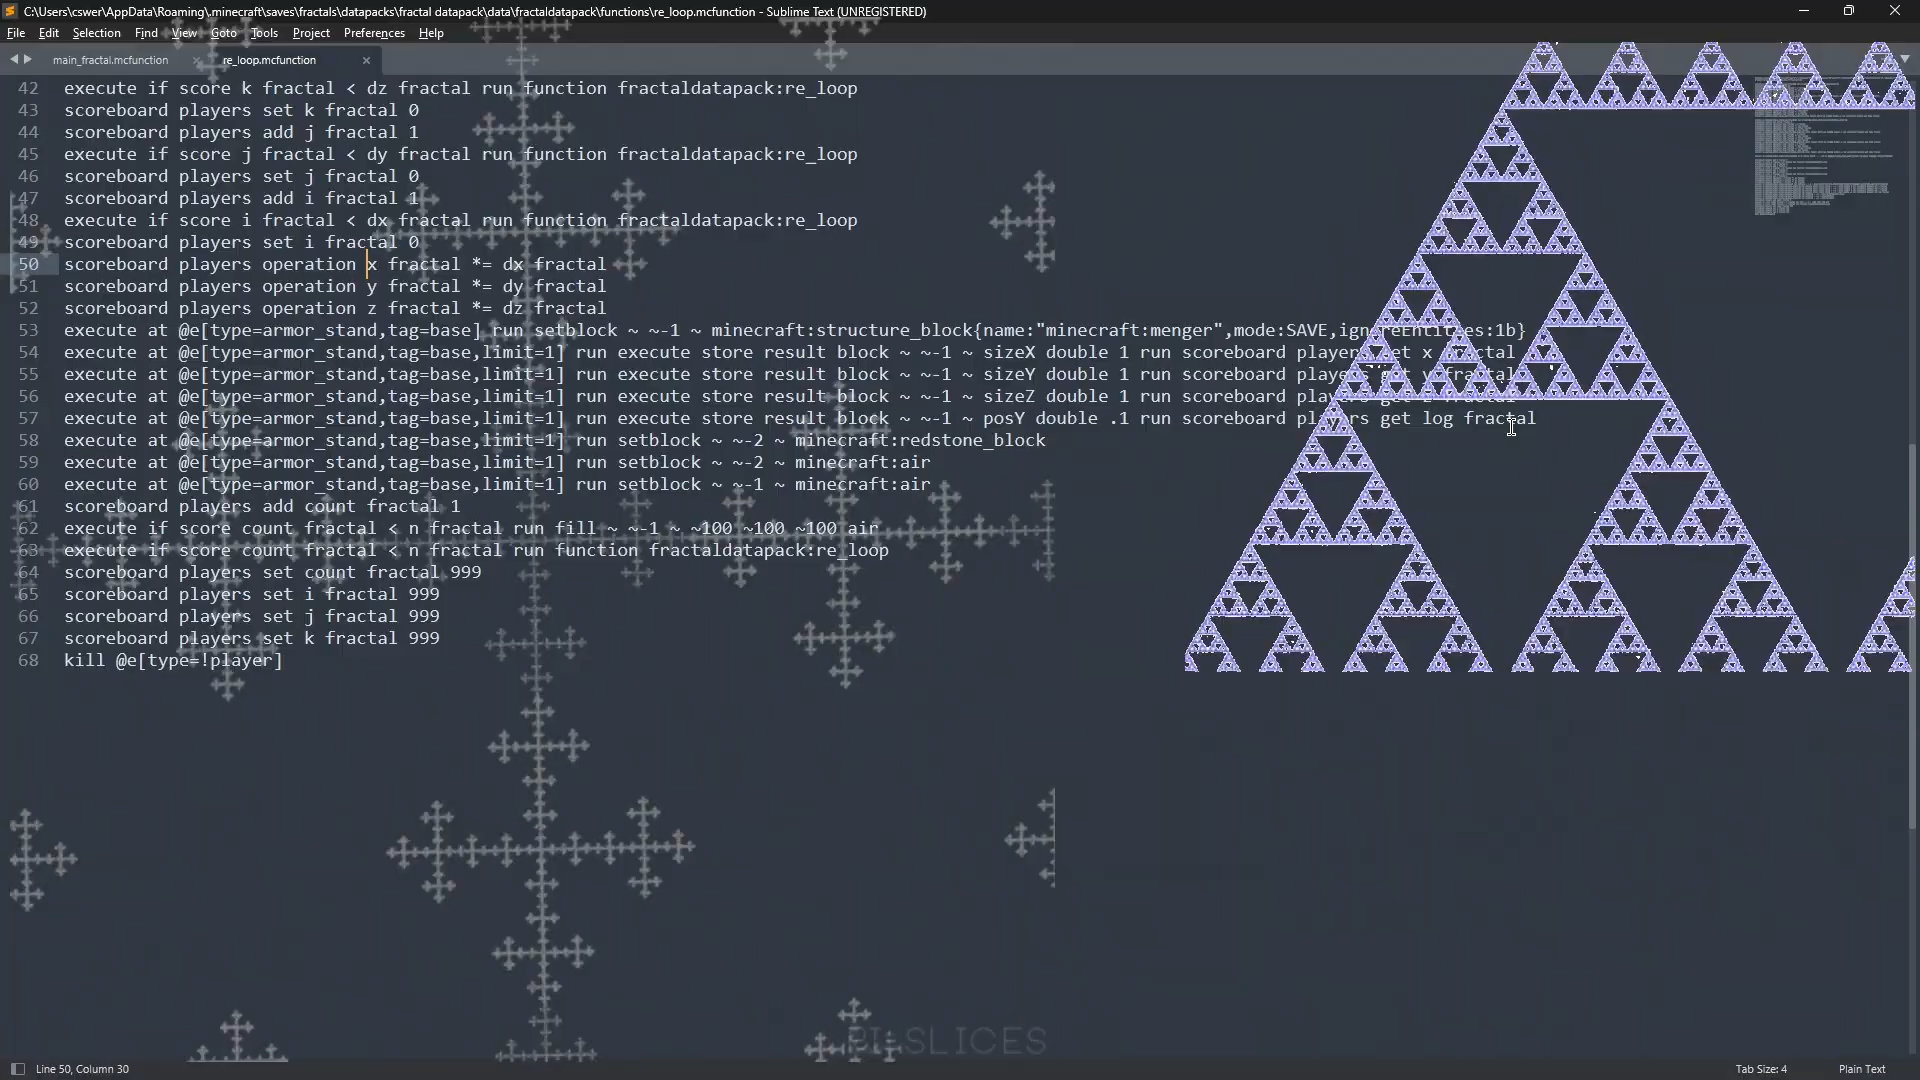 C:\Users\cswer\AppData\Roaming\.minecraft\saves\fractals\datapacks\fractal datapack\data\fractaldatapack\functions\re_loop.mcfunction - Sublime Text (UNREGISTERED)
File Edit Selection Find View Goto Tools Project Preferences Help
main_fractal.mcfunction re_loop.mcfunction
42 execute if score k fractal < dz fractal run function fractaldatapack:re_loop
43 scoreboard players set k fractal 0
44 scoreboard players add j fractal 1
45 execute if score j fractal < dy fractal run function fractaldatapack:re_loop
46 scoreboard players set j fractal 0
47 scoreboard players add i fractal 1
48 execute if score i fractal < dx fractal run function fractaldatapack:re_loop
49 scoreboard players set i fractal 0
50 scoreboard players operation x fractal *= dx fractal
51 scoreboard players operation y fractal *= dy fractal
52 scoreboard players operation z fractal *= dz fractal
53 execute at @e[type=armor_stand,tag=base] run setblock ~ ~-1 ~ minecraft:structure_block{name:"minecraft:menger",mode:SAVE,ignoreEntities:1b}
54 execute at @e[type=armor_stand,tag=base,limit=1] run execute store result block ~ ~-1 ~ sizeX double 1 run scoreboard players get x fractal
55 execute at @e[type=armor_stand,tag=base,limit=1] run execute store result block ~ ~-1 ~ sizeY double 1 run scoreboard players get y fractal
56 execute at @e[type=armor_stand,tag=base,limit=1] run execute store result block ~ ~-1 ~ sizeZ double 1 run scoreboard players get z fractal
57 execute at @e[type=armor_stand,tag=base,limit=1] run execute store result block ~ ~-1 ~ posY double .1 run scoreboard players get log fractal
58 execute at @e[type=armor_stand,tag=base,limit=1] run setblock ~ ~-2 ~ minecraft:redstone_block
59 execute at @e[type=armor_stand,tag=base,limit=1] run setblock ~ ~-2 ~ minecraft:air
60 execute at @e[type=armor_stand,tag=base,limit=1] run setblock ~ ~-1 ~ minecraft:air
61 scoreboard players add count fractal 1
62 execute if score count fractal < n fractal run fill ~ ~-1 ~ ~100 ~100 ~100 air
63 execute if score count fractal < n fractal run function fractaldatapack:re_loop
64 scoreboard players set count fractal 999
65 scoreboard players set i fractal 999
66 scoreboard players set j fractal 999
67 scoreboard players set k fractal 999
68 kill @e[type=!player]
SLICES
Line 50, Column 30 Tab Size: 4 Plain Text